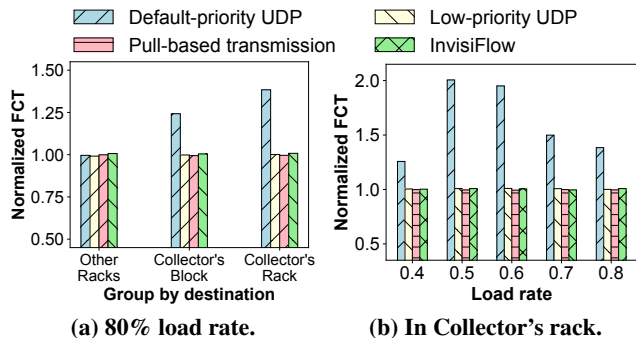 Default-priority UDP
Low-priority UDP
Pull-based transmission
InvisiFlow
Normalized FCT
1.50
1.25
1.00
0.75
0.50
Other Racks
Collector's Block
Collector's Rack
Group by destination
(a) 80% load rate.
Normalized FCT
2.0
1.5
1.0
0.5
0.4
0.5
0.6
0.7
0.8
Load rate
(b) In Collector's rack.